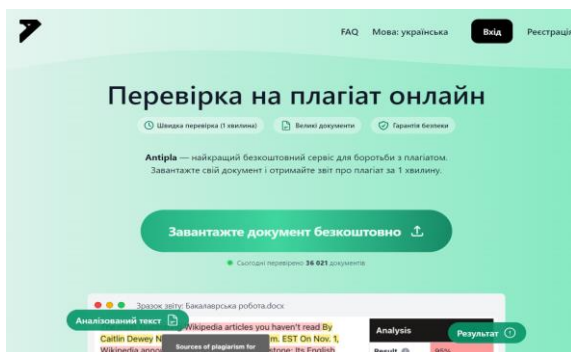 FAQ Мова: українська Вхід Реєстрація
Перевірка на плагіат онлайн
Швидка перевірка (1 хвилина) Великі документи Гарантія безпеки
Antipla — найкращий безкоштовний сервіс для боротьби з плагіатом.
Завантажте свій документ і отримайте звіт про плагіат за 1 хвилину.
Завантажте документ безкоштовно
Сьогодні перевірено 36 021 документів
Зразок звіту: Бакалаврська робота.docx
Аналізований текст
Wikipedia articles you haven't read By
Caitlin Dewey N m. EST On Nov. 1,
Wikipedia stone: Its English
Sources of plagiarism for
Analysis
Результат
Result 95%